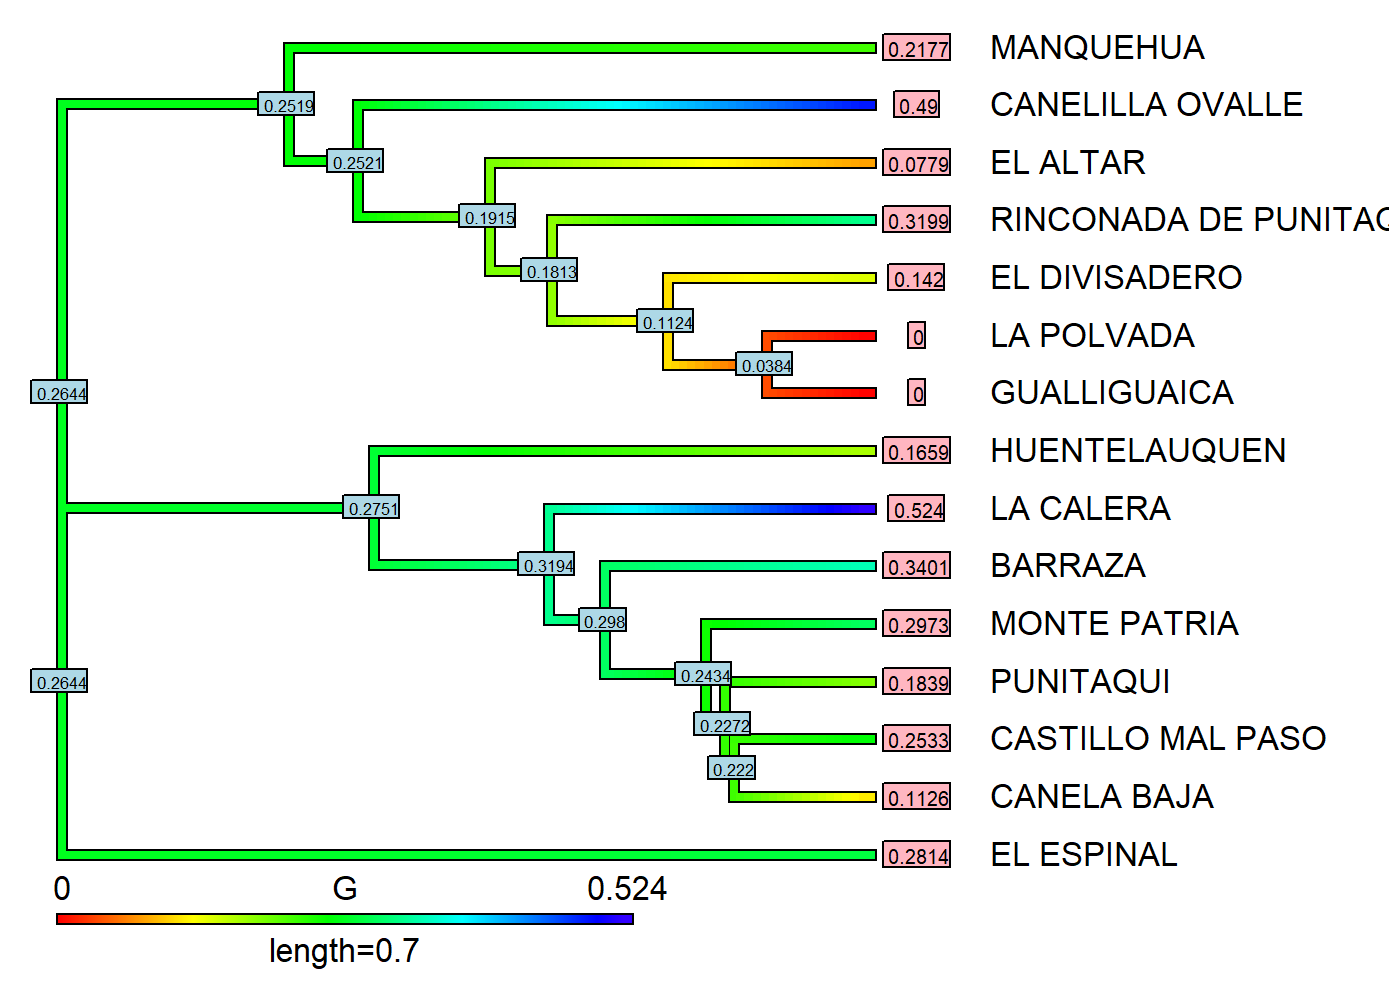 0.2177 MANQUEHUA
0.2519
0.49 CANELILLA OVALLE
0.2521
0.0779 EL ALTAR
0.1915
0.3199 RINCONADA DE PUNITAQ
0.1813
0.142 EL DIVISADERO
0.1124
0 LA POLVADA
0.0384
0.2644
0 GUALLIGUAICA
0.1659 HUENTELAUQUEN
0.2751
0.524 LA CALERA
0.3194
0.3401 BARRAZA
0.298
0.2973 MONTE PATRIA
0.2434
0.2644
0.1839 PUNITAQUI
0.2272
0.2533 CASTILLO MAL PASO
0.222
0.1126 CANELA BAJA
0.2814 EL ESPINAL
0 G 0.524
length=0.7